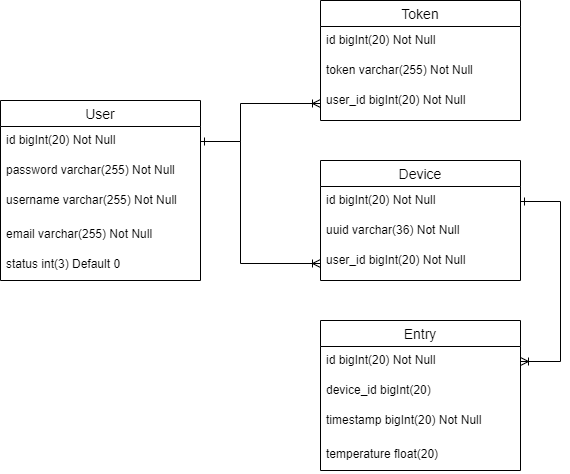 Token
id bigInt(20) Not Null
token varchar(255) Not Null
user_id bigInt(20) Not Null
User
id bigInt(20) Not Null
password varchar(255) Not Null
username varchar(255) Not Null
email varchar(255) Not Null
status int(3) Default 0
Device
id bigInt(20) Not Null
uuid varchar(36) Not Null
user_id bigInt(20) Not Null
Entry
id bigInt(20) Not Null
device_id bigInt(20)
timestamp bigInt(20) Not Null
temperature float(20)